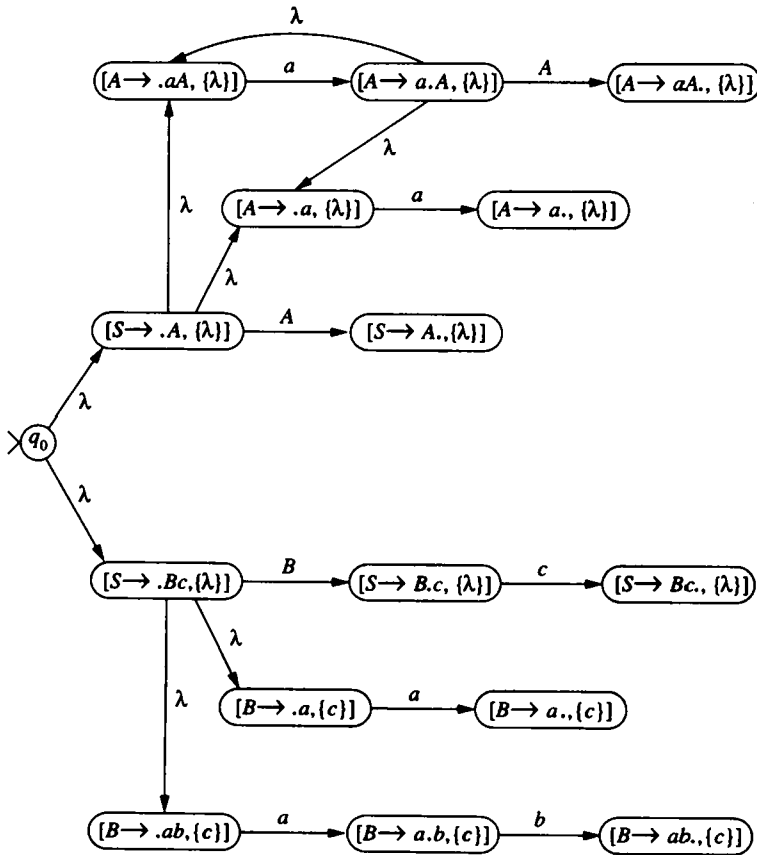 λ
[A → .aA, {λ}] a [A → a.A, {λ}] A [A → aA., {λ}]
λ
λ [A → .a, {λ}] a [A → a., {λ}]
λ
[S → .A, {λ}] A [S → A.,{λ}]
λ
q₀
λ
[S → .Bc,{λ}] B [S → B.c, {λ}] c [S → Bc., {λ}]
λ
λ [B → .a,{c}] a [B → a.,{c}]
[B → .ab,{c}] a [B → a.b,{c}] b [B → ab.,{c}]